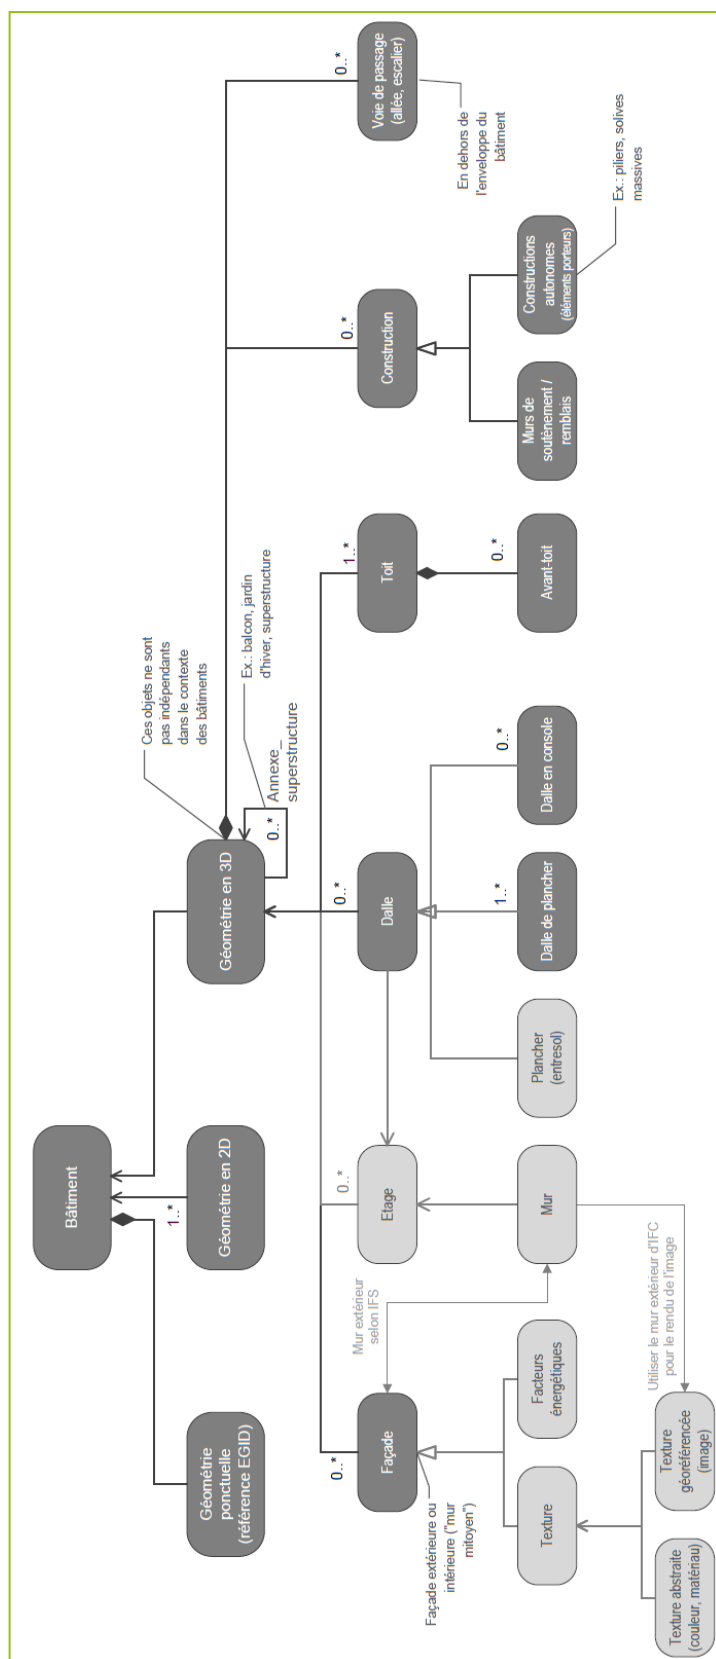 Bâtiment
Ces objets ne sont
pas indépendants
dans le contexte
des bâtiments
Géométrie
ponctuelle
(référence EGID)
1..*
Géométrie en 2D
Géométrie en 3D
0..*
Annexe_
superstructure
Ex.: balcon, jardin
d'hiver, superstructure
0..*
0..*
0..*
1..*
0..*
0..*
Façade
Mur extérieur
selon IFS
Etage
Dalle
Toit
Construction
Voie de passage
(allée, escalier)
Façade extérieure ou
intérieure ("mur
mitoyen")
En dehors de
l'enveloppe du
bâtiment
1..*
0..*
0..*
Texture
Facteurs
énergétiques
Mur
Plancher
(entresol)
Dalle de plancher
Dalle en console
Avant-toit
Murs de
soutènement /
remblais
Constructions
autonomes
(éléments porteurs)
Ex.: piliers, solives
massives
Utiliser le mur extérieur d'IFC
pour le rendu de l'image
Texture abstraite
(couleur, matériau)
Texture
géoréférencée
(image)